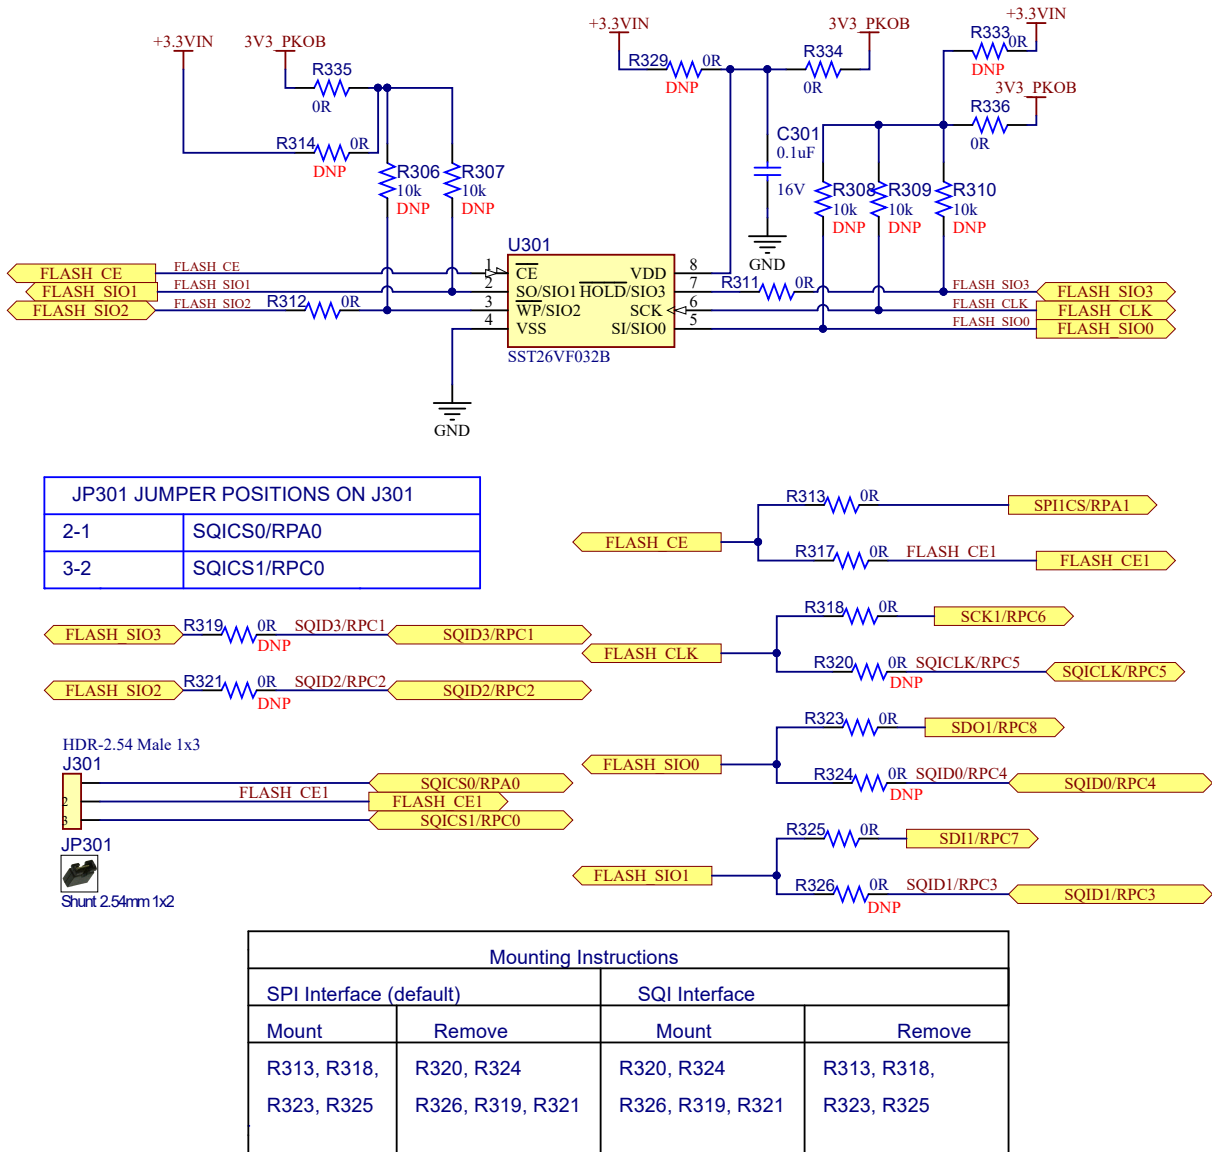 +3.3VIN
3V3_PKOB
R335
0R
R314
0R
DNP
R306
10k
DNP
R307
10k
DNP
+3.3VIN
R329
0R
DNP
3V3_PKOB
R334
0R
C301
0.1uF
16V
GND
+3.3VIN
R333
0R
DNP
3V3_PKOB
R336
0R
R308
10k
DNP
R309
10k
DNP
R310
10k
DNP
U301
FLASH_CE
FLASH_CE
1
CE
VDD
8
FLASH_SIO1
FLASH_SIO1
2
SO/SIO1
HOLD/SIO3
7
R311
0R
FLASH_SIO3
FLASH_SIO3
FLASH_SIO2
FLASH_SIO2
R312
0R
3
WP/SIO2
SCK
6
FLASH_CLK
FLASH_CLK
4
VSS
SI/SIO0
5
FLASH_SIO0
FLASH_SIO0
SST26VF032B
GND
JP301 JUMPER POSITIONS ON J301
2-1 SQICS0/RPA0
3-2 SQICS1/RPC0
FLASH_SIO3
R319
0R
DNP
SQID3/RPC1
SQID3/RPC1
FLASH_SIO2
R321
0R
DNP
SQID2/RPC2
SQID2/RPC2
HDR-2.54 Male 1x3
J301
2
3
SQICS0/RPA0
FLASH_CE1
FLASH_CE1
SQICS1/RPC0
JP301
Shunt 2.54mm 1x2
FLASH_CE
R313
0R
SPI1CS/RPA1
R317
0R
FLASH_CE1
FLASH_CE1
FLASH_CLK
R318
0R
SCK1/RPC6
R320
0R
DNP
SQICLK/RPC5
SQICLK/RPC5
FLASH_SIO0
R323
0R
SDO1/RPC8
R324
0R
DNP
SQID0/RPC4
SQID0/RPC4
FLASH_SIO1
R325
0R
SDI1/RPC7
R326
0R
DNP
SQID1/RPC3
SQID1/RPC3
Mounting Instructions
SPI Interface (default) SQI Interface
Mount Remove Mount Remove
R313, R318, R320, R324 R320, R324 R313, R318,
R323, R325 R326, R319, R321 R326, R319, R321 R323, R325